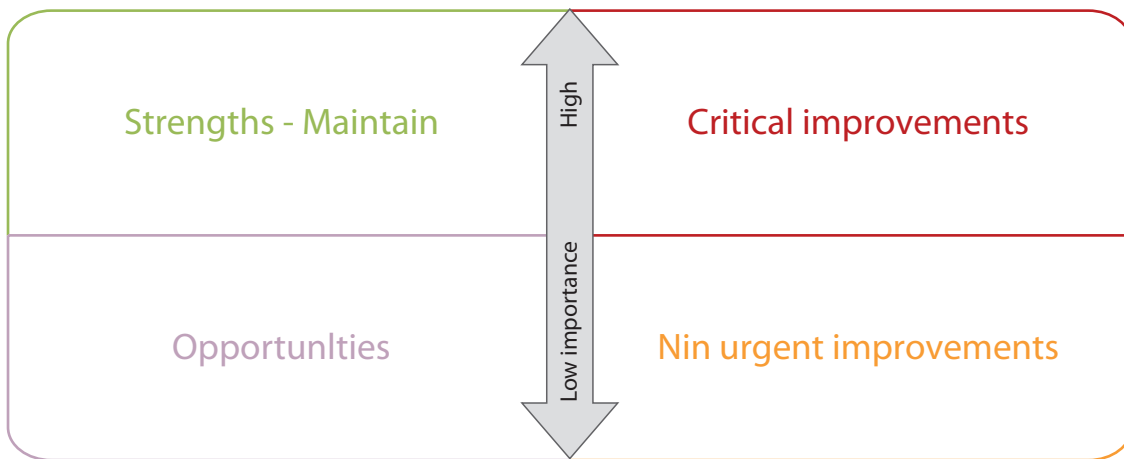 Strengths - Maintain
High
Critical improvements
Low importance
Opportunlties
Nin urgent improvements